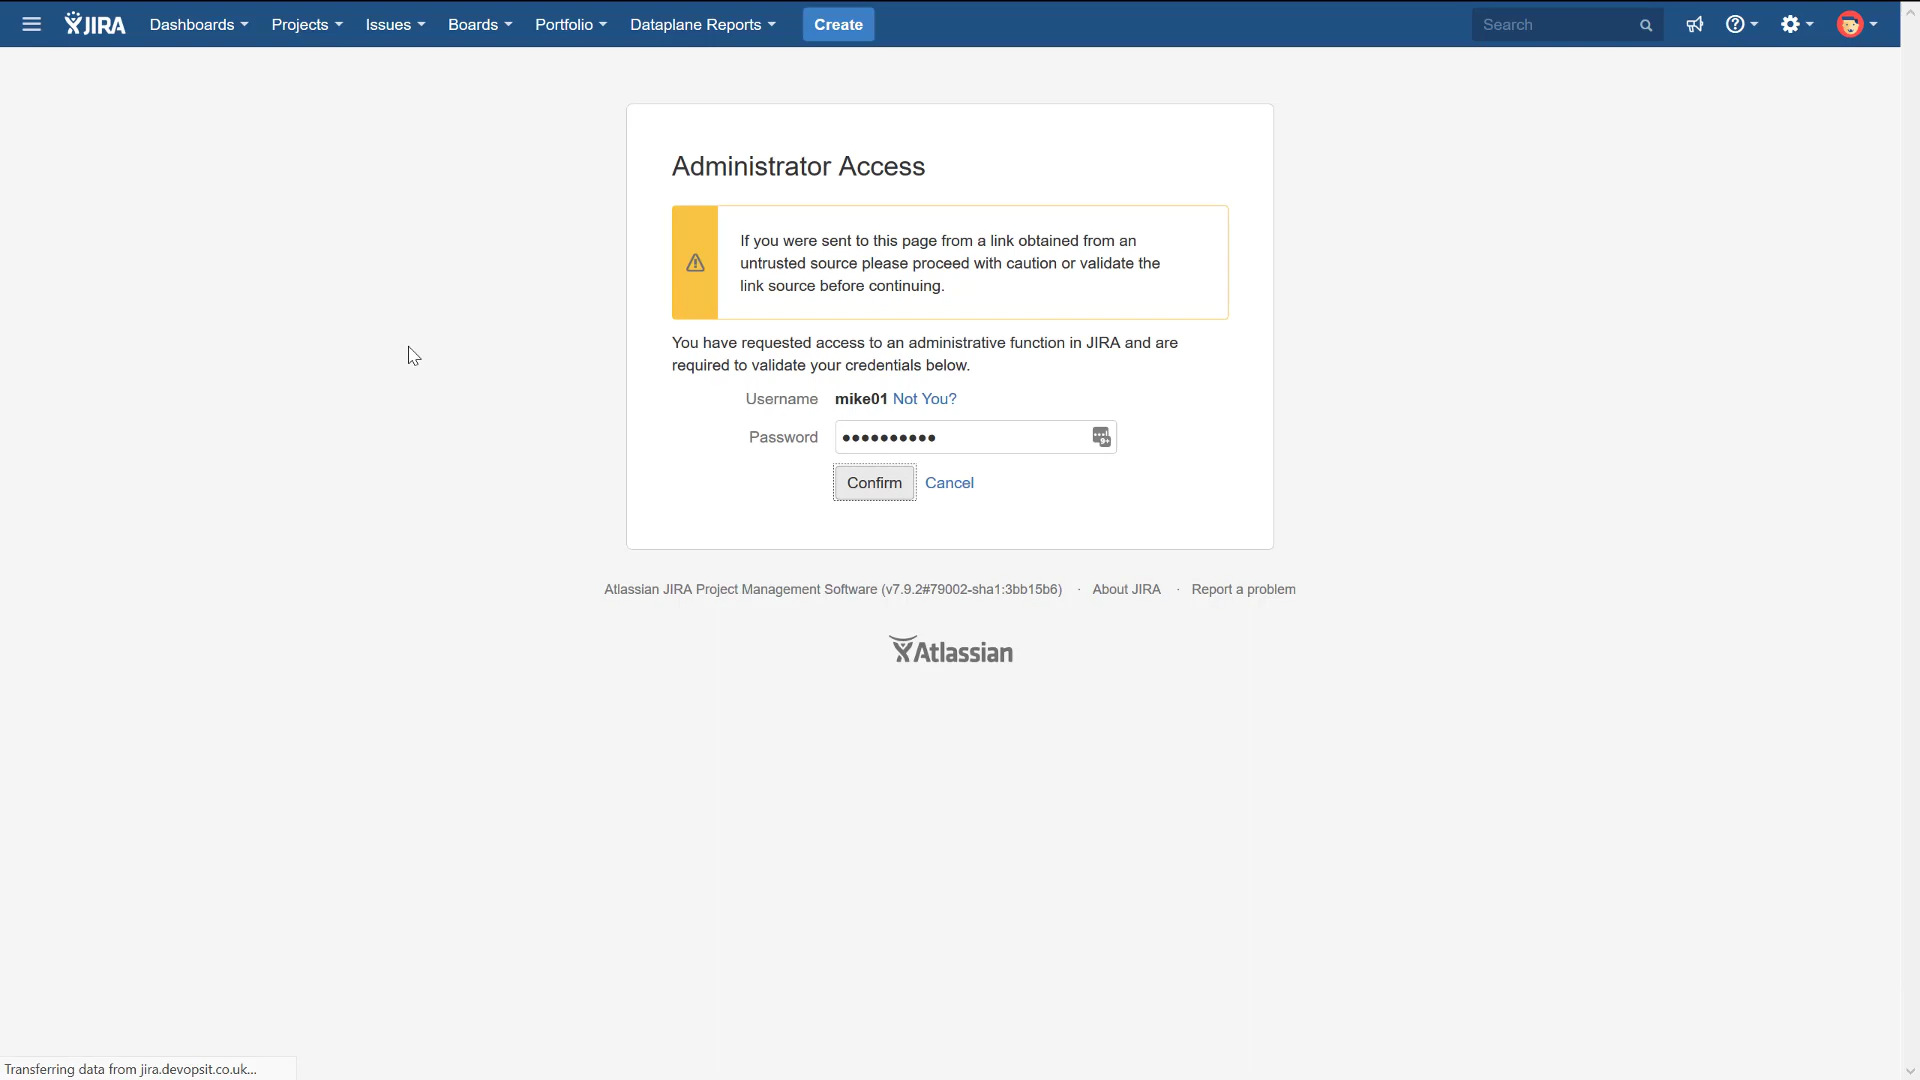 JIRA Dashboards Projects Issues Boards Portfolio Dataplane Reports Create Search
Administrator Access
If you were sent to this page from a link obtained from an
untrusted source please proceed with caution or validate the
link source before continuing.
You have requested access to an administrative function in JIRA and are
required to validate your credentials below.
Username mike01 Not You?
Password ••••••••••
Confirm Cancel
Atlassian JIRA Project Management Software (v7.9.2#79002-sha1:3bb15b6) · About JIRA · Report a problem
Atlassian
Transferring data from jira.devopsit.co.uk...